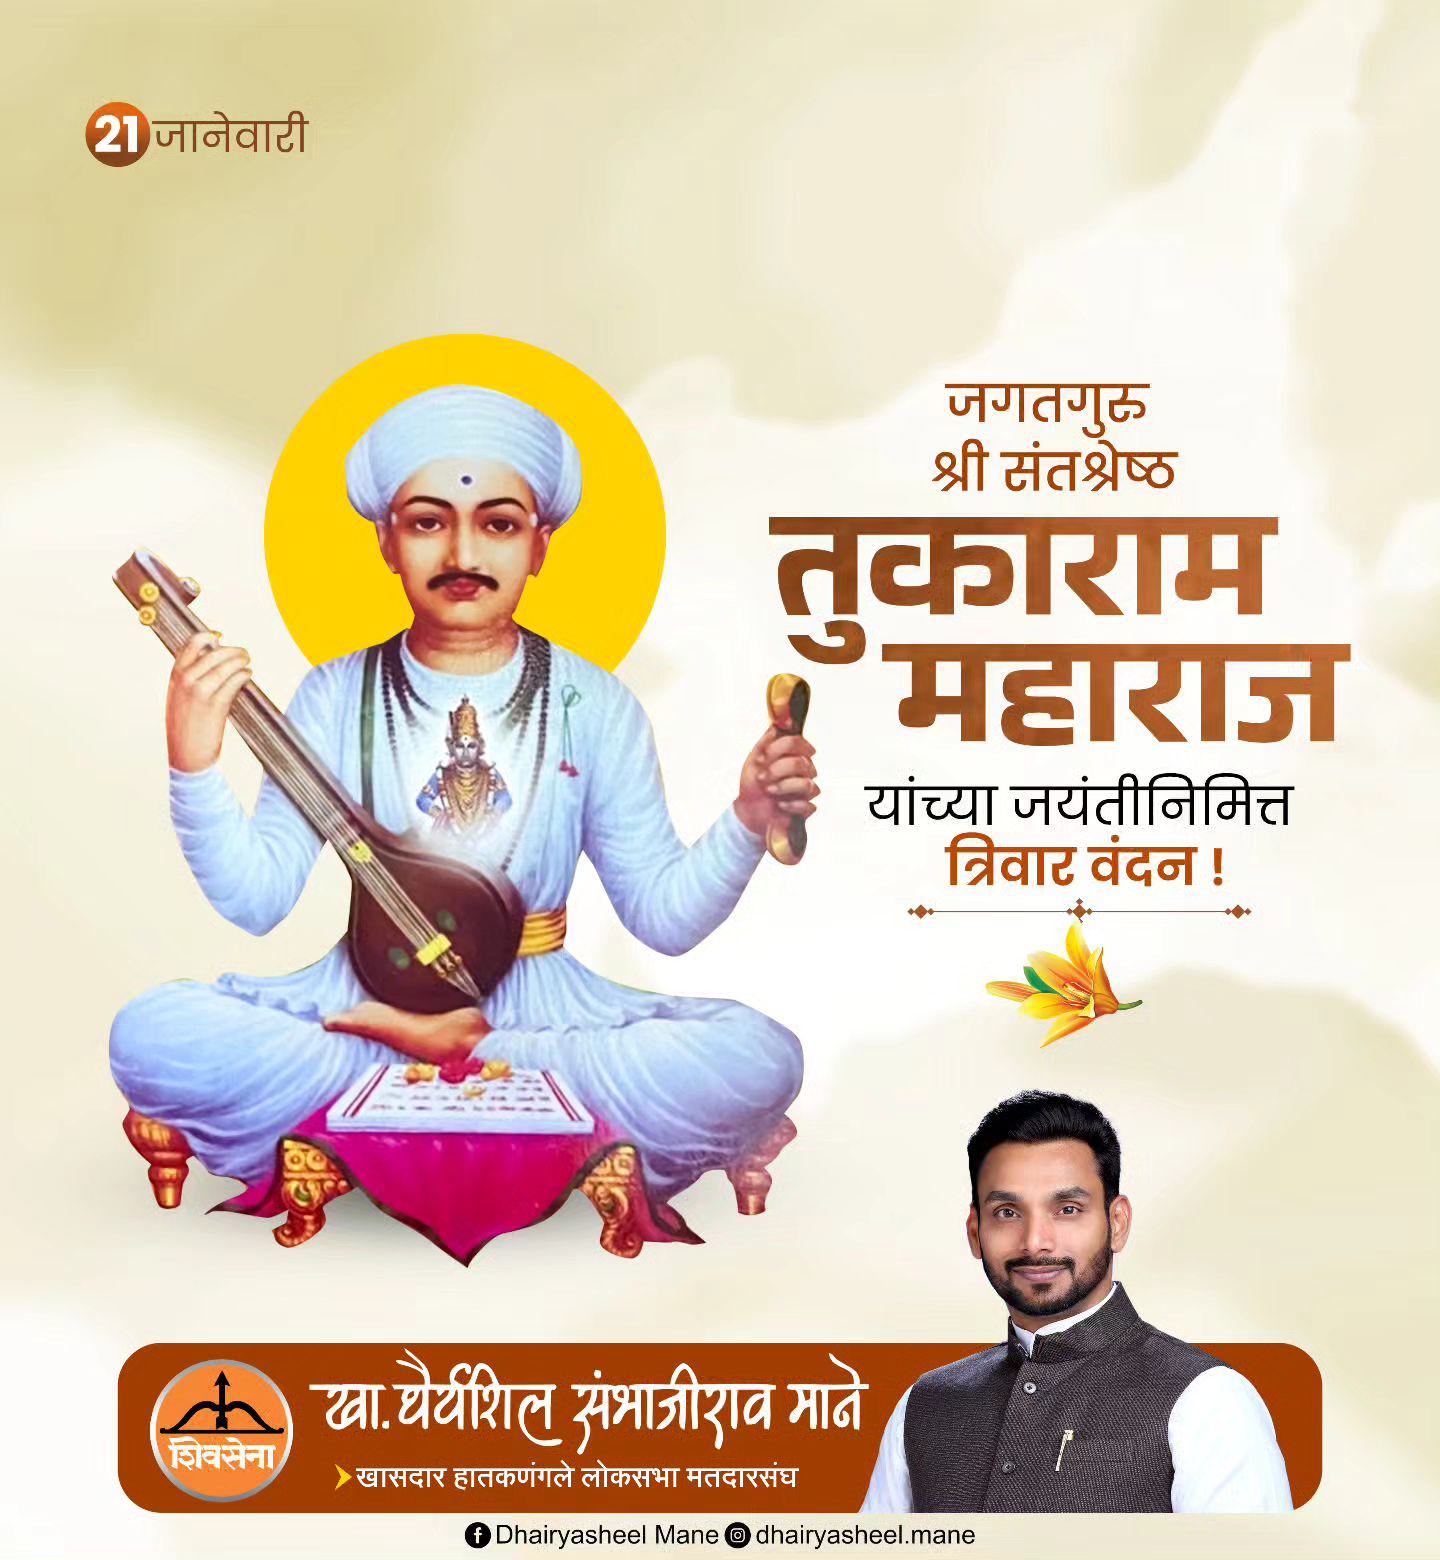 21 जानेवारी
जगतगुरु
श्री संतश्रेष्ठ
तुकाराम
महाराज
यांच्या जयंतीनिमित्त
त्रिवार वंदन !
खा. धैर्यशिल संभाजीराव माने
खासदार हातकणंगले लोकसभा मतदारसंघ
शिवसेना
Dhairyasheel Mane dhairyasheel.mane